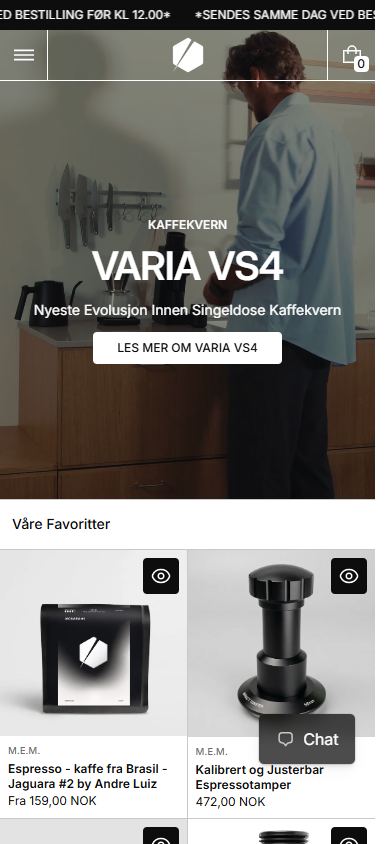 ED BESTILLING FØR KL 12.00* *SENDES SAMME DAG VED BES
0
KAFFEKVERN
VARIA VS4
Nyeste Evolusjon Innen Singeldose Kaffekvern
LES MER OM VARIA VS4
Våre Favoritter
M.E.M.
Espresso - kaffe fra Brasil -
Jaguara #2 by Andre Luiz
Fra 159,00 NOK
M.E.M.
Kalibrert og Justerbar
Espressotamper
472,00 NOK
Chat